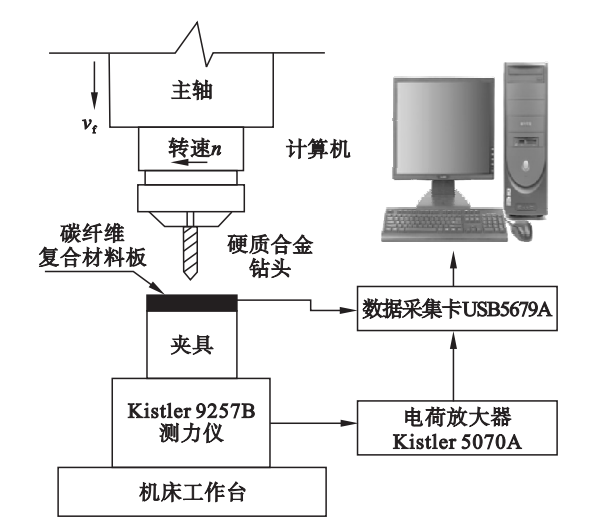 主轴
vf
转速n
计算机
碳纤维
复合材料板
硬质合金
钻头
数据采集卡USB5679A
夹具
Kistler 9257B
测力仪
电荷放大器
Kistler 5070A
机床工作台